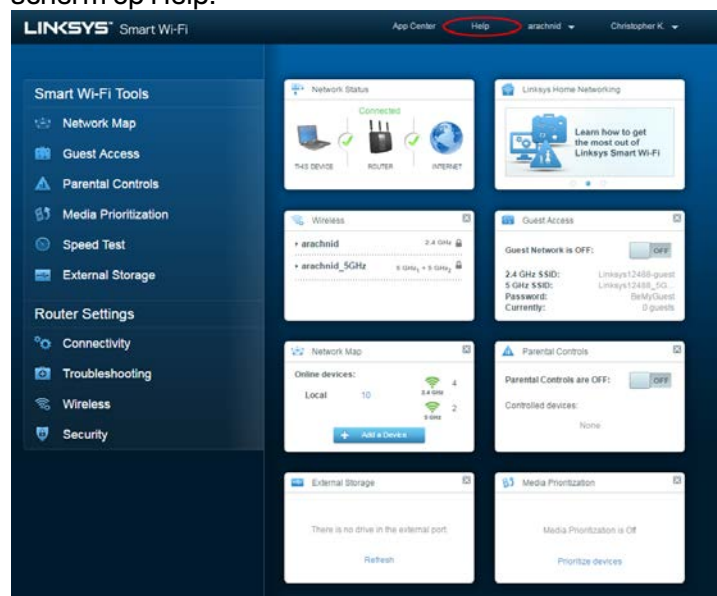 scherm op Help.
LINKSYS Smart Wi-Fi
App Center Help arachnid Christopher K.
Smart Wi-Fi Tools
Network Map
Guest Access
Parental Controls
Media Prioritization
Speed Test
External Storage
Router Settings
Connectivity
Troubleshooting
Wireless
Security
Network Status
Connected
THIS DEVICE ROUTER INTERNET
Linksys Home Networking
Learn how to get
the most out of
Linksys Smart Wi-Fi
Wireless
arachnid 2.4 GHz
arachnid_5GHz 5 GHz1 + 5 GHz2
Guest Access
Guest Network is OFF: OFF
2.4 GHz SSID: Linksys12468-guest
5 GHz SSID: Linksys12468_5G...
Password: BeMyGuest
Currently: 0 guests
Network Map
Online devices:
Local 10
4
2.4 GHz
2
5 GHz
+ Add a Device
Parental Controls
Parental Controls are OFF: OFF
Controlled devices:
None
External Storage
There is no drive in the external port.
Refresh
Media Prioritization
Media Prioritization is Off
Prioritize devices